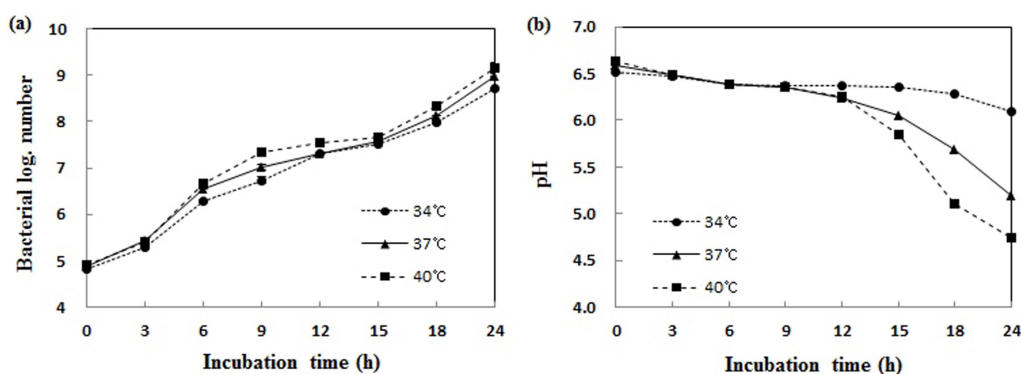 (a)
Bacterial log. number
10
9
8
7
6
5
4
34℃
37℃
40℃
0 3 6 9 12 15 18 24
Incubation time (h)
(b)
pH
7.0
6.5
6.0
5.5
5.0
4.5
4.0
34℃
37℃
40℃
0 3 6 9 12 15 18 24
Incubation time (h)